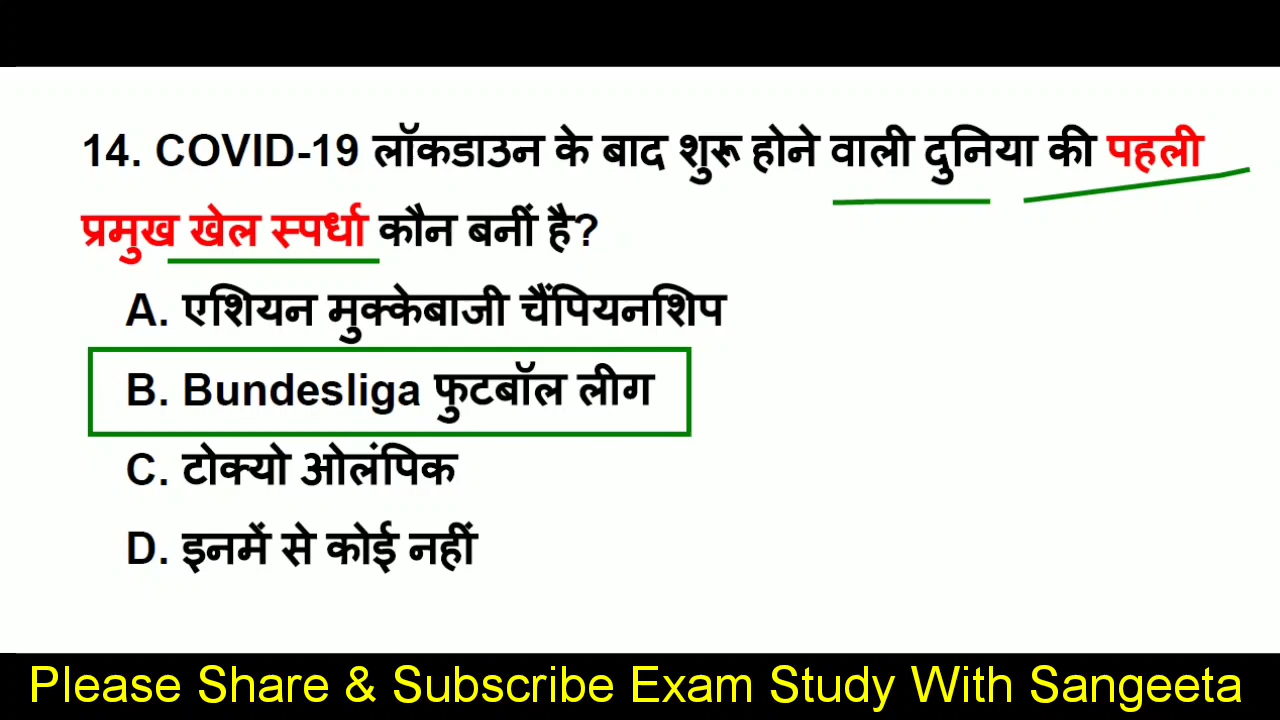 14. COVID-19 लॉकडाउन के बाद शुरू होने वाली दुनिया की पहली
प्रमुख खेल स्पर्धा कौन बनीं है?
A. एशियन मुक्केबाजी चैंपियनशिप
B. Bundesliga फुटबॉल लीग
C. टोक्यो ओलंपिक
D. इनमें से कोई नहीं
Please Share & Subscribe Exam Study With Sangeeta